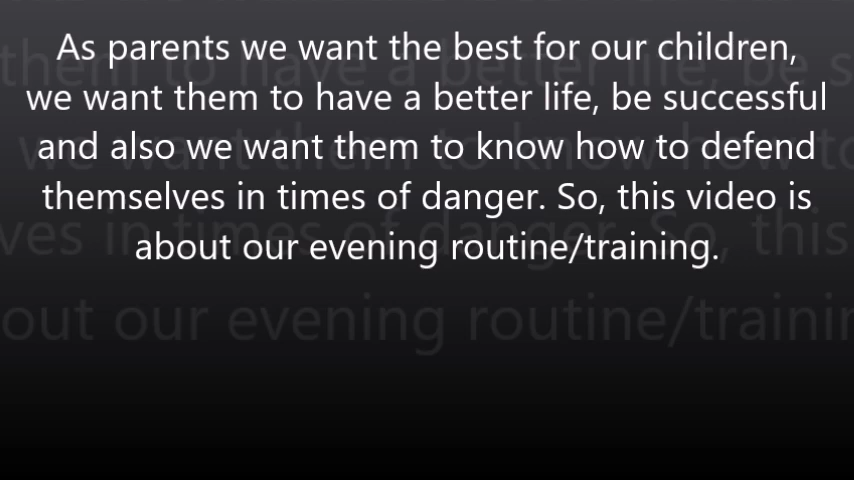 As parents we want the best for our children,
we want them to have a better life, be successful
and also we want them to know how to defend
themselves in times of danger. So, this video is
about our evening routine/training.